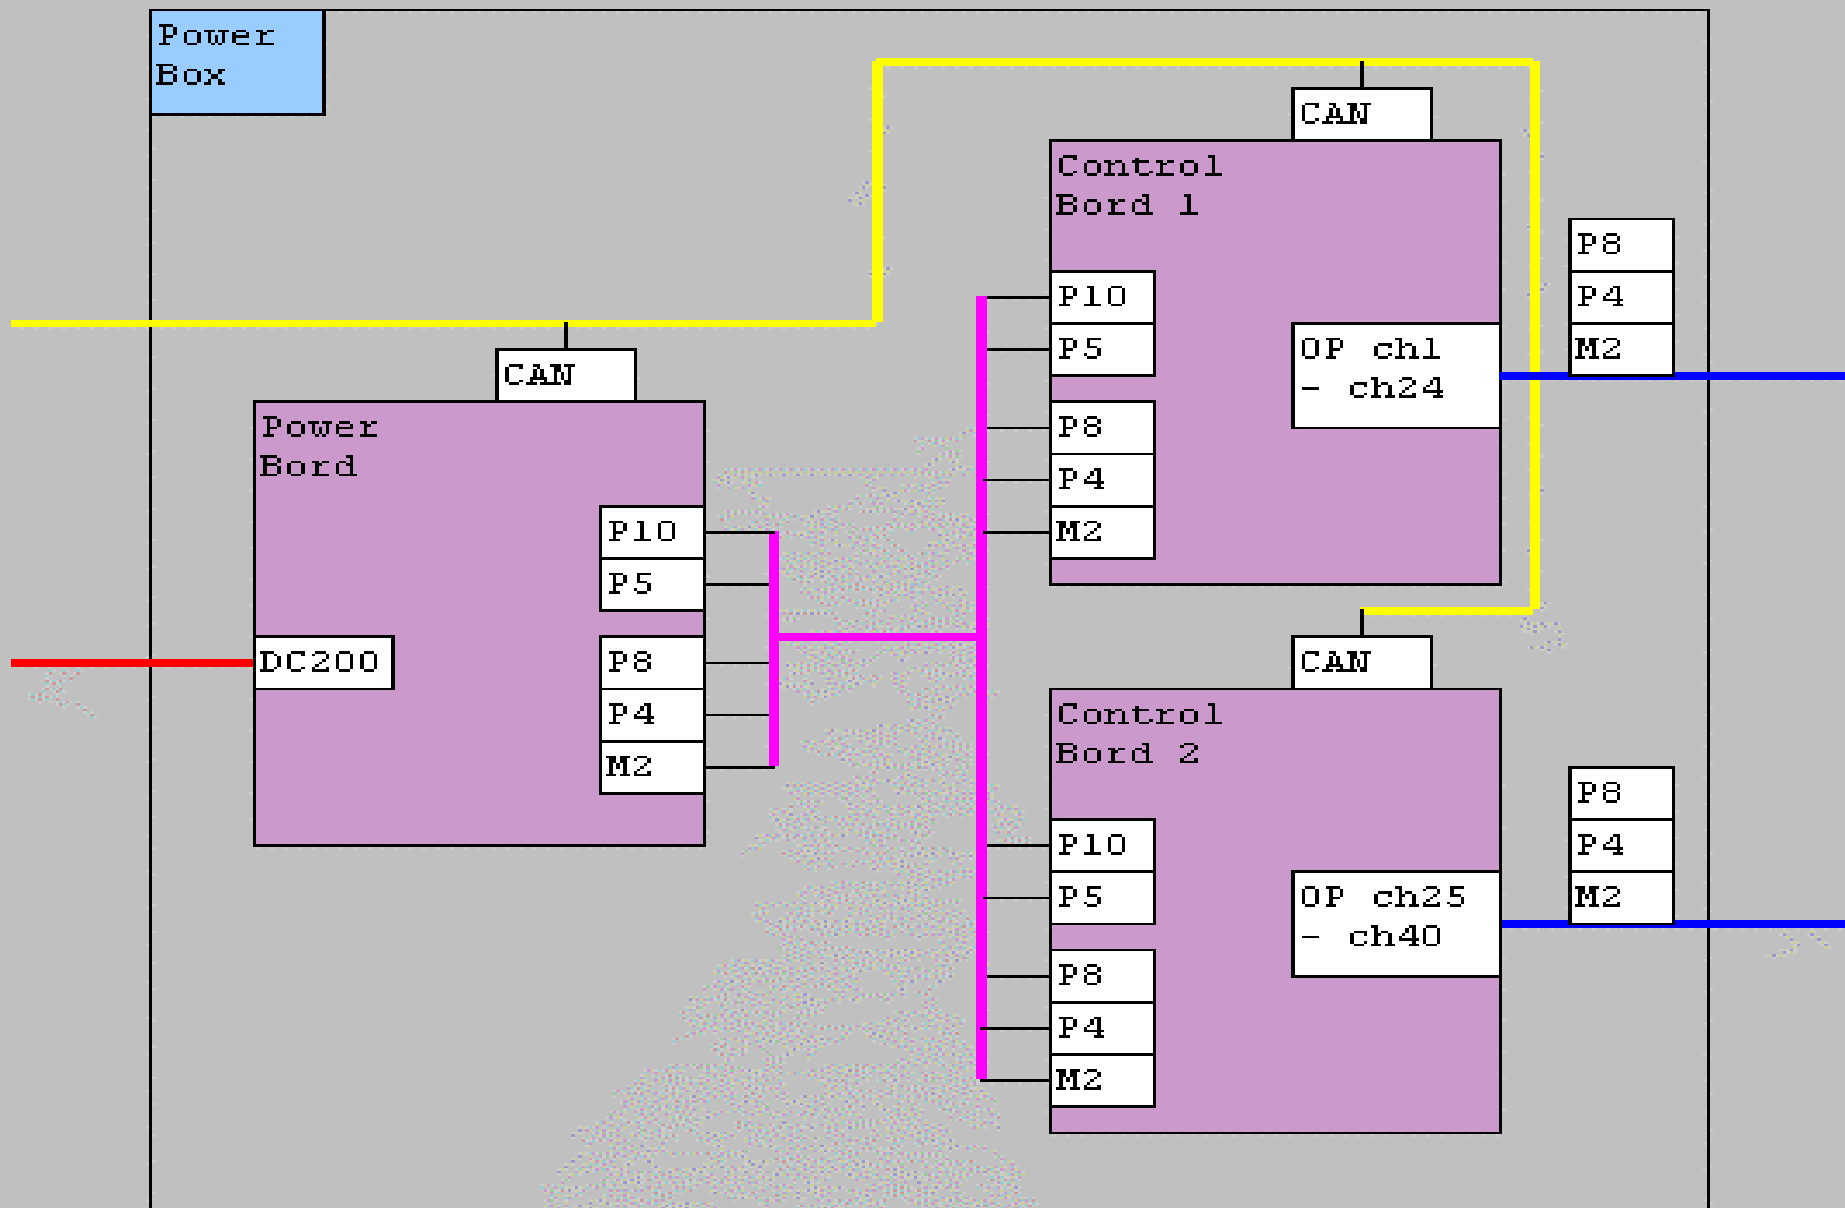 Power
Box
CAN
Power
Bord
P10
P5
DC200
P8
P4
M2
CAN
Control
Bord 1
P10
P5
P8
P4
M2
OP ch1
- ch24
P8
P4
M2
CAN
Control
Bord 2
P10
P5
P8
P4
M2
OP ch25
- ch40
P8
P4
M2